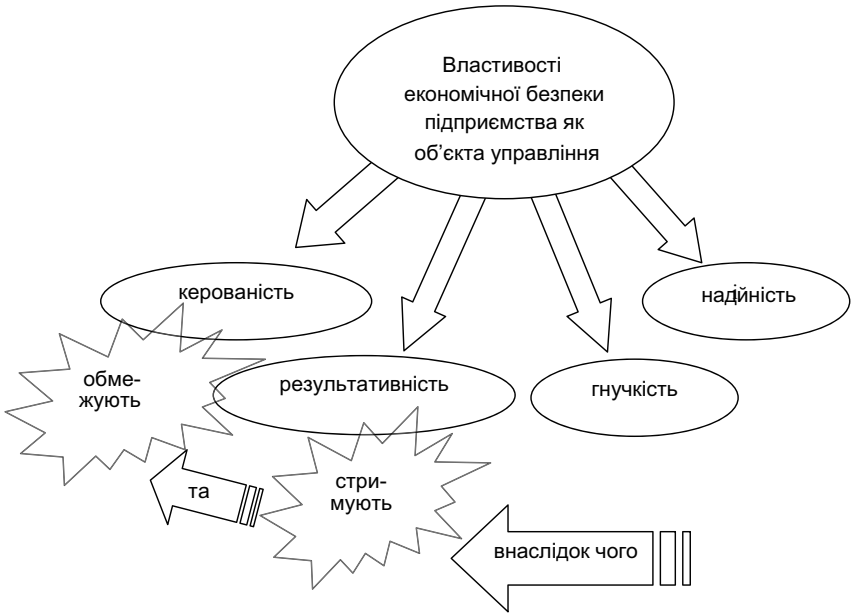 Властивості
економічної безпеки
підприємства як
об’єкта управління
керованість
надійність
обме-
жують
результативність
гнучкість
стри-
мують
та
внаслідок чого